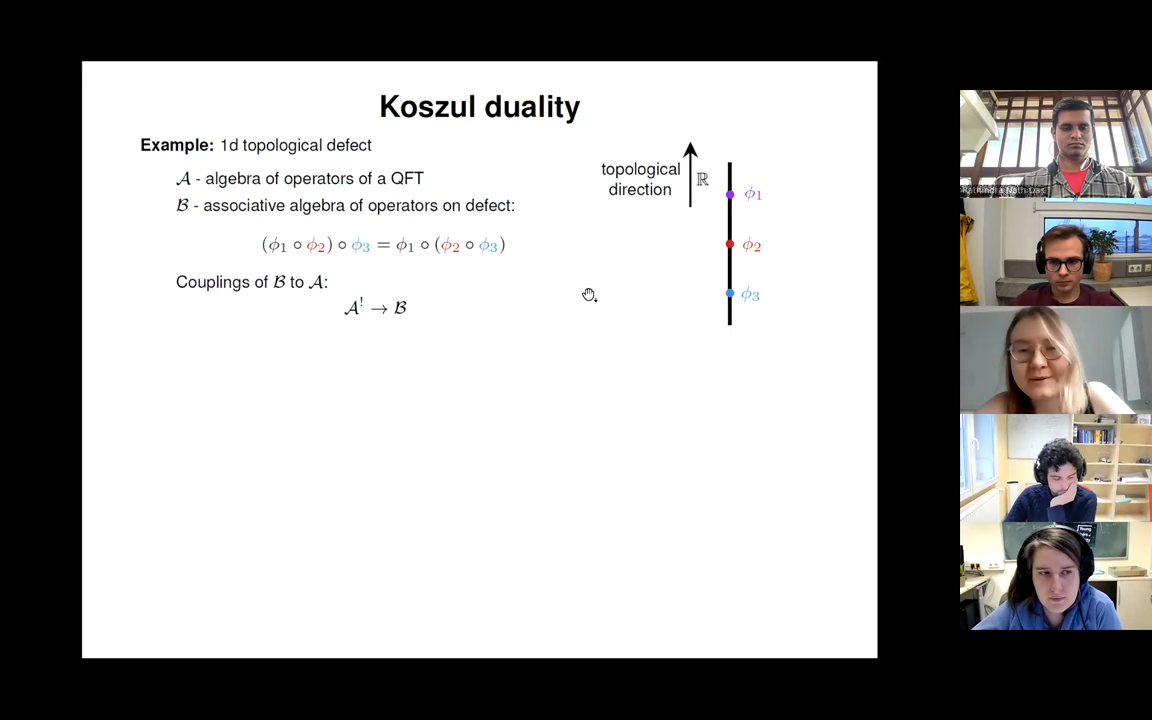 Koszul duality
Example: 1d topological defect
𝒜 - algebra of operators of a QFT
ℬ - associative algebra of operators on defect:
(ϕ₁ ∘ ϕ₂) ∘ ϕ₃ = ϕ₁ ∘ (ϕ₂ ∘ ϕ₃)
Couplings of ℬ to 𝒜:
𝒜^! → ℬ
topological
direction
ℝ
ϕ₁
ϕ₂
ϕ₃